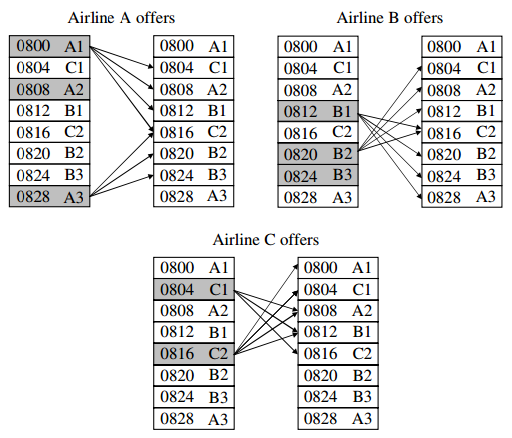 Airline A offers
0800 A1
0804 C1
0808 A2
0812 B1
0816 C2
0820 B2
0824 B3
0828 A3
0800 A1
0804 C1
0808 A2
0812 B1
0816 C2
0820 B2
0824 B3
0828 A3
Airline B offers
0800 A1
0804 C1
0808 A2
0812 B1
0816 C2
0820 B2
0824 B3
0828 A3
0800 A1
0804 C1
0808 A2
0812 B1
0816 C2
0820 B2
0824 B3
0828 A3
Airline C offers
0800 A1
0804 C1
0808 A2
0812 B1
0816 C2
0820 B2
0824 B3
0828 A3
0800 A1
0804 C1
0808 A2
0812 B1
0816 C2
0820 B2
0824 B3
0828 A3